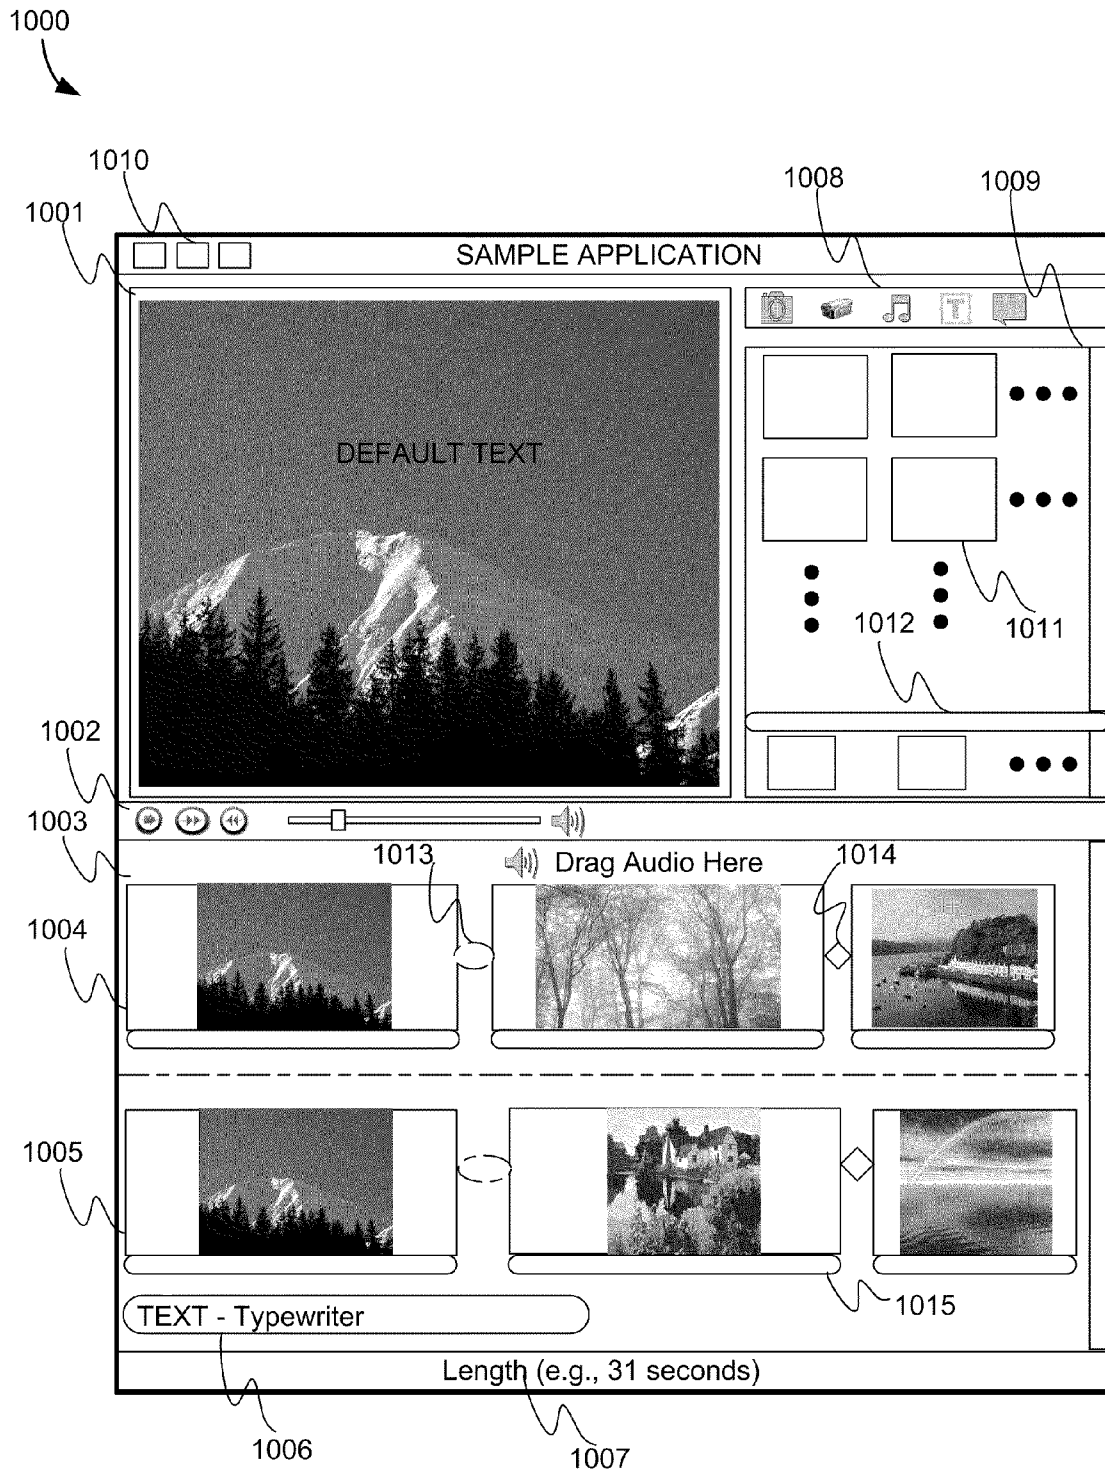 1000
1010
1008
1009
1001
SAMPLE APPLICATION
T
DEFAULT TEXT
1012
1011
1002
1003
1013
Drag Audio Here
1014
1004
1005
1015
TEXT - Typewriter
Length (e.g., 31 seconds)
1006
1007